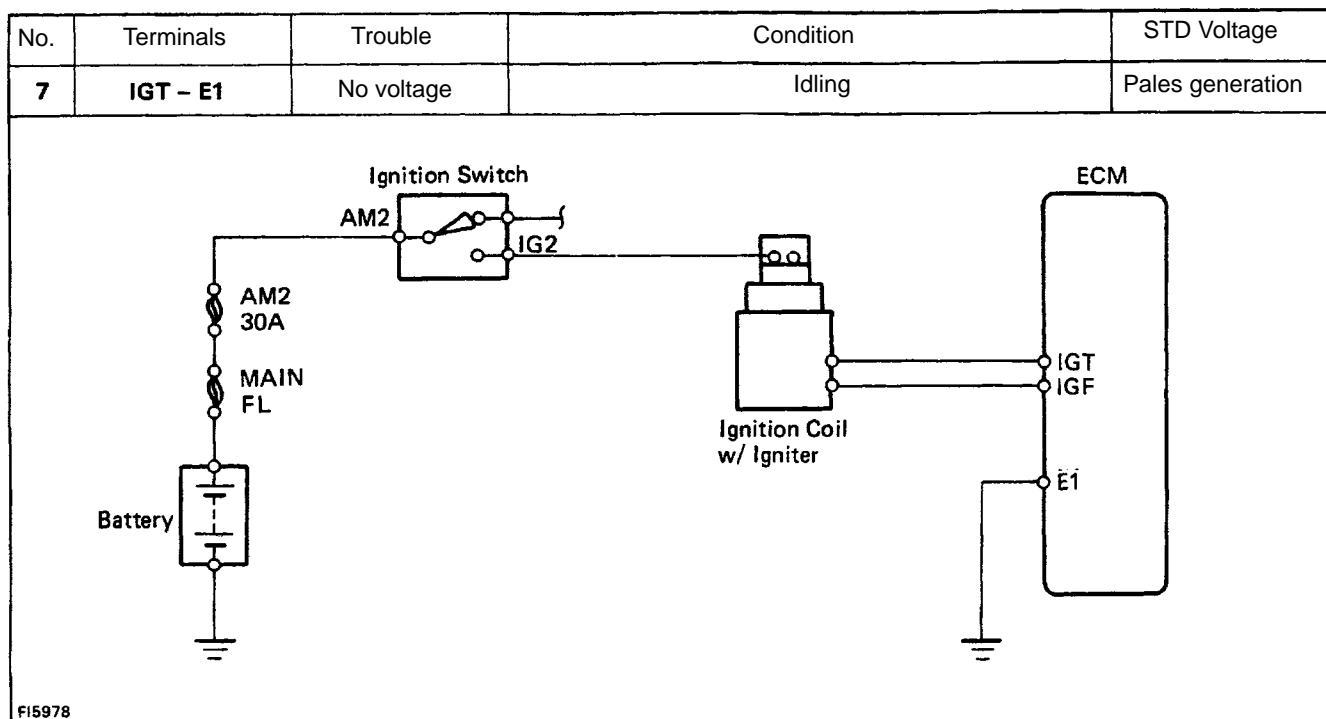 No. Terminals Trouble Condition STD Voltage
7 IGT – E1 No voltage Idling Pales generation
Ignition Switch
ECM
AM2
IG2
AM2
30A
MAIN
FL
IGT
IGF
Ignition Coil
w/ Igniter
E1
Battery
FI5978